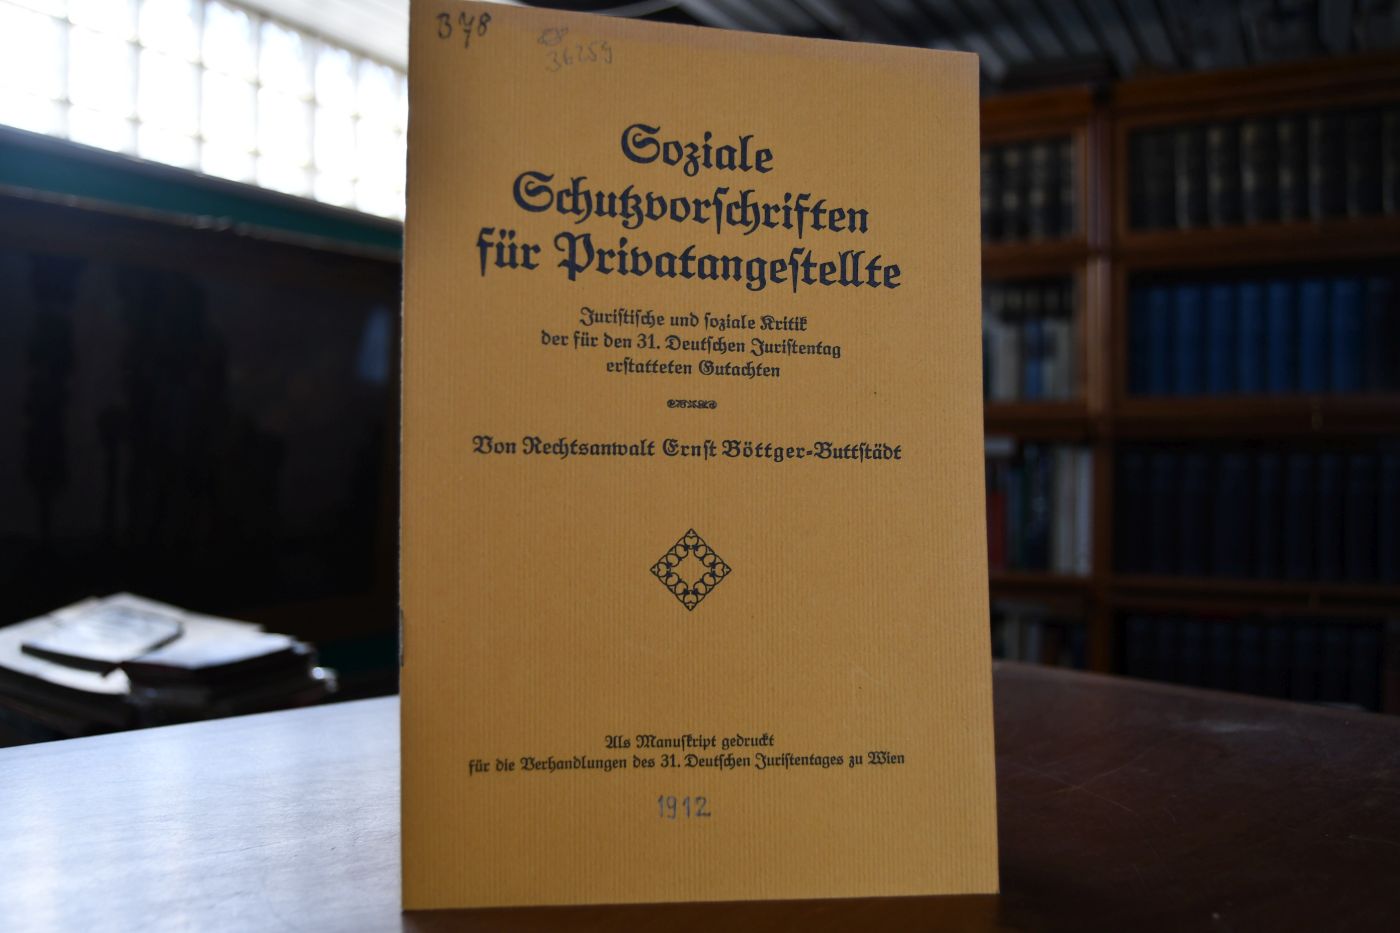 B 78
36259
Soziale
Schutzvorschriften
für Privatangestellte
Juristische und soziale Kritik
der für den 31. Deutschen Juristentag
erstatteten Gutachten
Von Rechtsanwalt Ernst Böttger-Buttstädt
Als Manuskript gedruckt
für die Verhandlungen des 31. Deutschen Juristentages zu Wien
1912